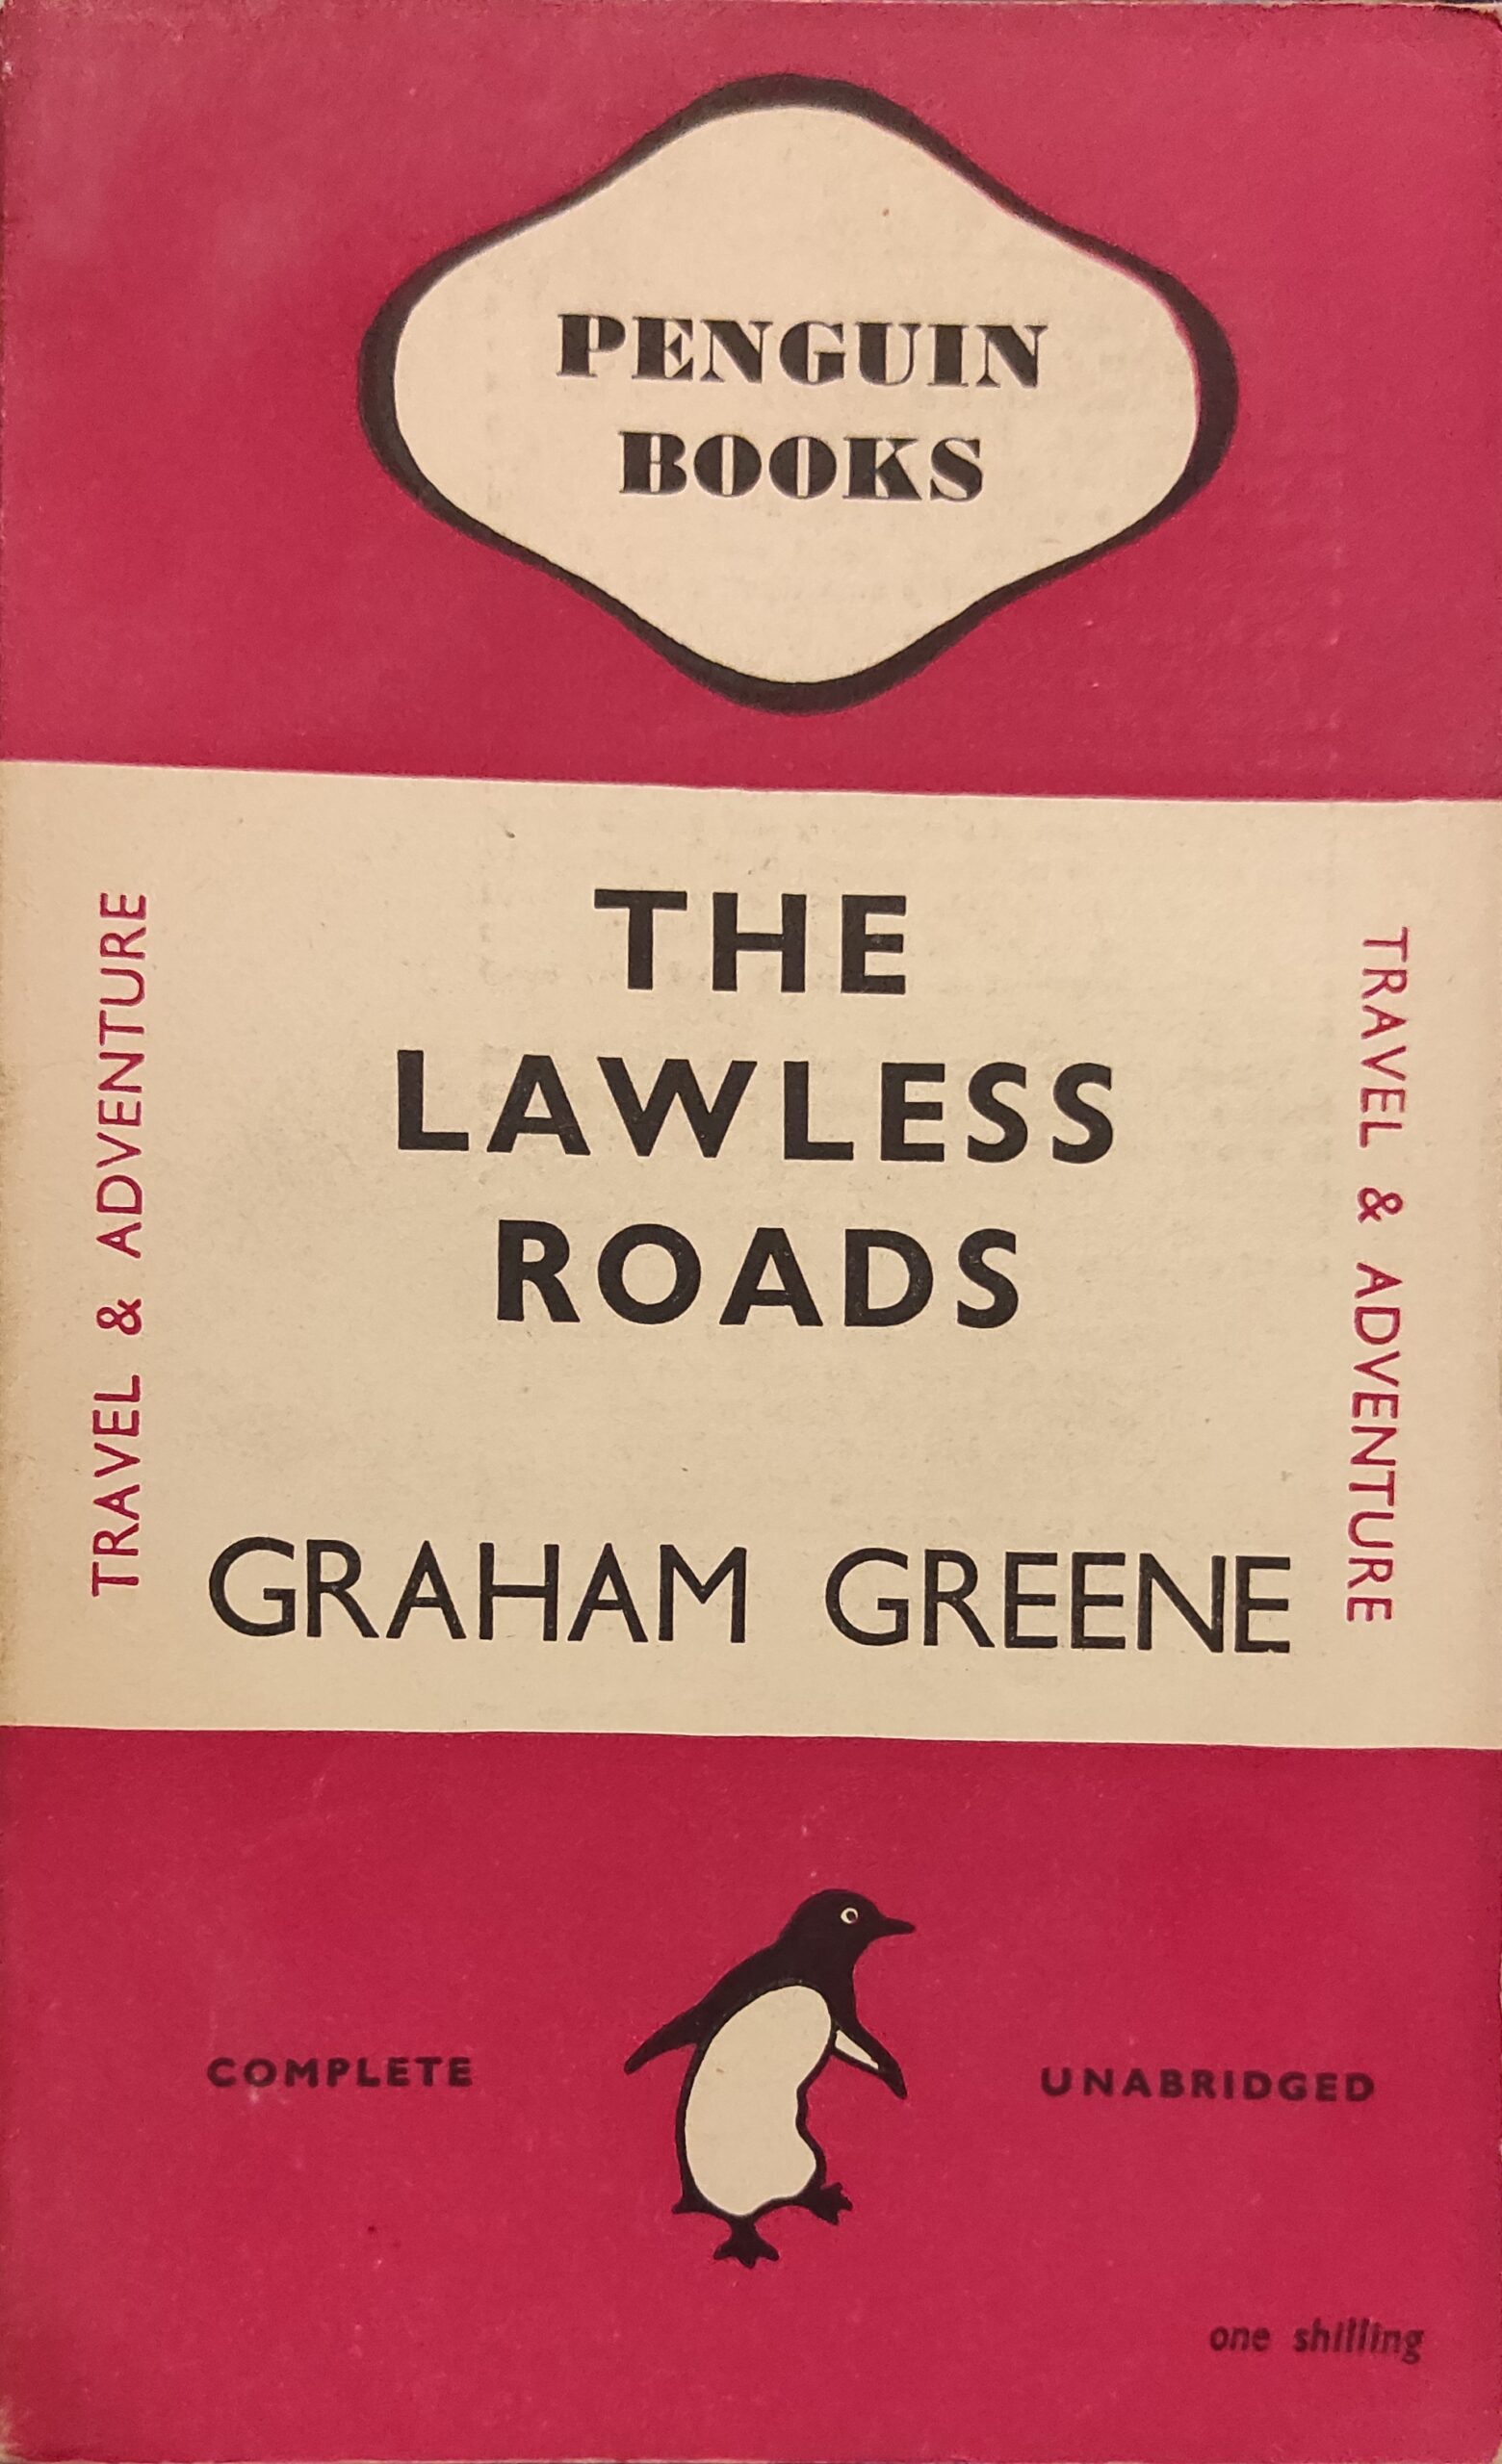 PENGUIN
BOOKS
THE
LAWLESS
ROADS
GRAHAM GREENE
TRAVEL & ADVENTURE
TRAVEL & ADVENTURE
COMPLETE
UNABRIDGED
one shilling